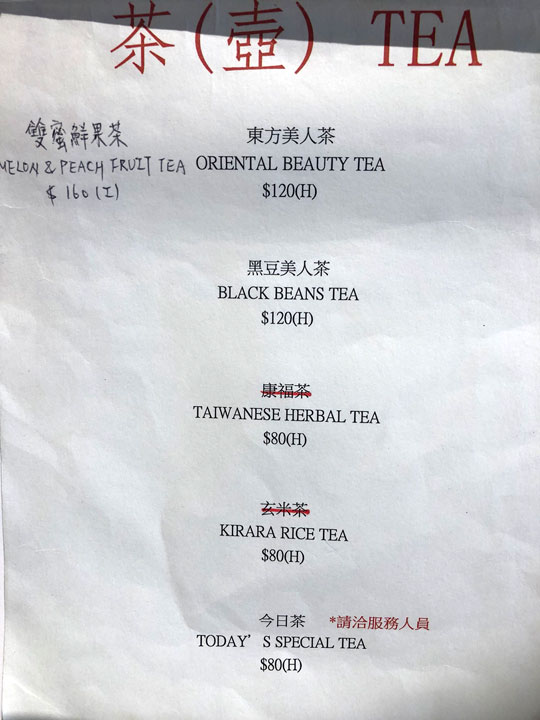 茶(壺) TEA
雙蜜鮮果茶
MELON & PEACH FRUIT TEA
$160(I)
東方美人茶
ORIENTAL BEAUTY TEA
$120(H)
黑豆美人茶
BLACK BEANS TEA
$120(H)
康福茶
TAIWANESE HERBAL TEA
$80(H)
玄米茶
KIRARA RICE TEA
$80(H)
今日茶 *請洽服務人員
TODAY'S SPECIAL TEA
$80(H)